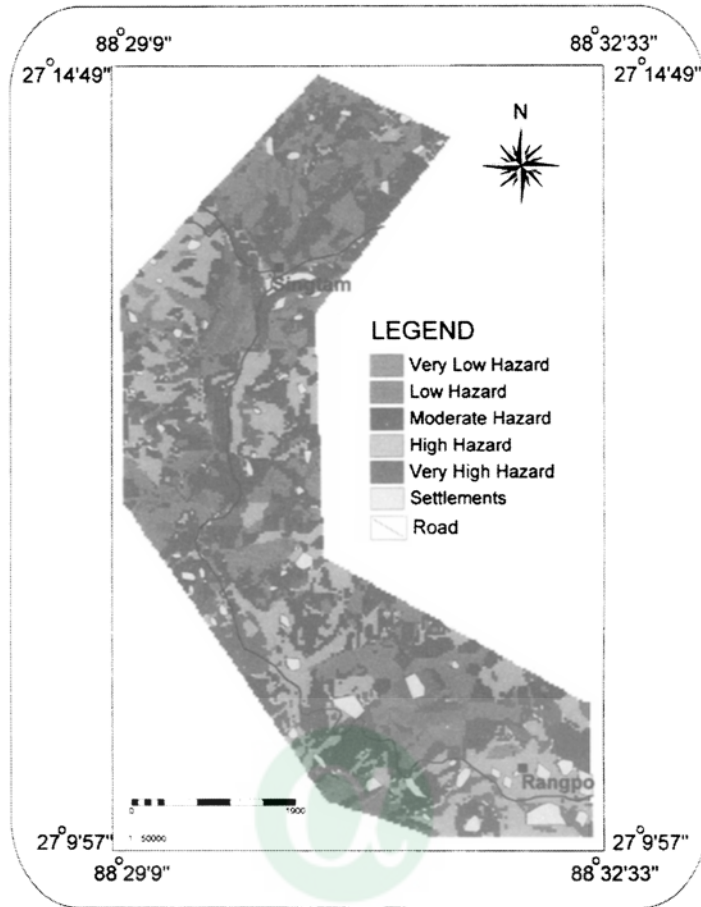 88°29'9"
88°32'33"
27°14'49"
27°14'49"
N
Singtam
LEGEND
Very Low Hazard
Low Hazard
Moderate Hazard
High Hazard
Very High Hazard
Settlements
Road
Rangpo
0 1900
1 50000
27°9'57"
27°9'57"
88°29'9"
88°32'33"